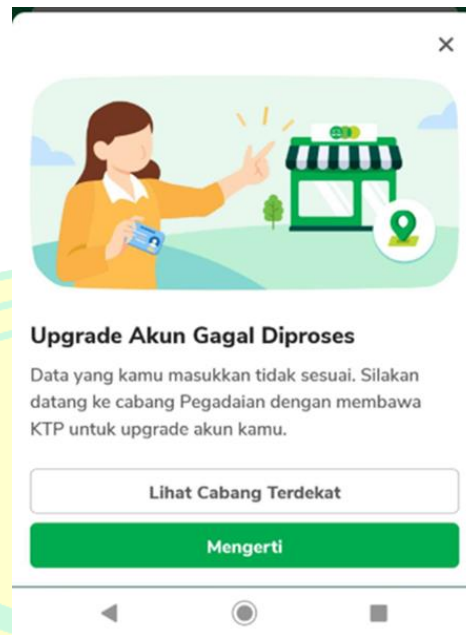 Upgrade Akun Gagal Diproses
Data yang kamu masukkan tidak sesuai. Silakan
datang ke cabang Pegadaian dengan membawa
KTP untuk upgrade akun kamu.
Lihat Cabang Terdekat
Mengerti